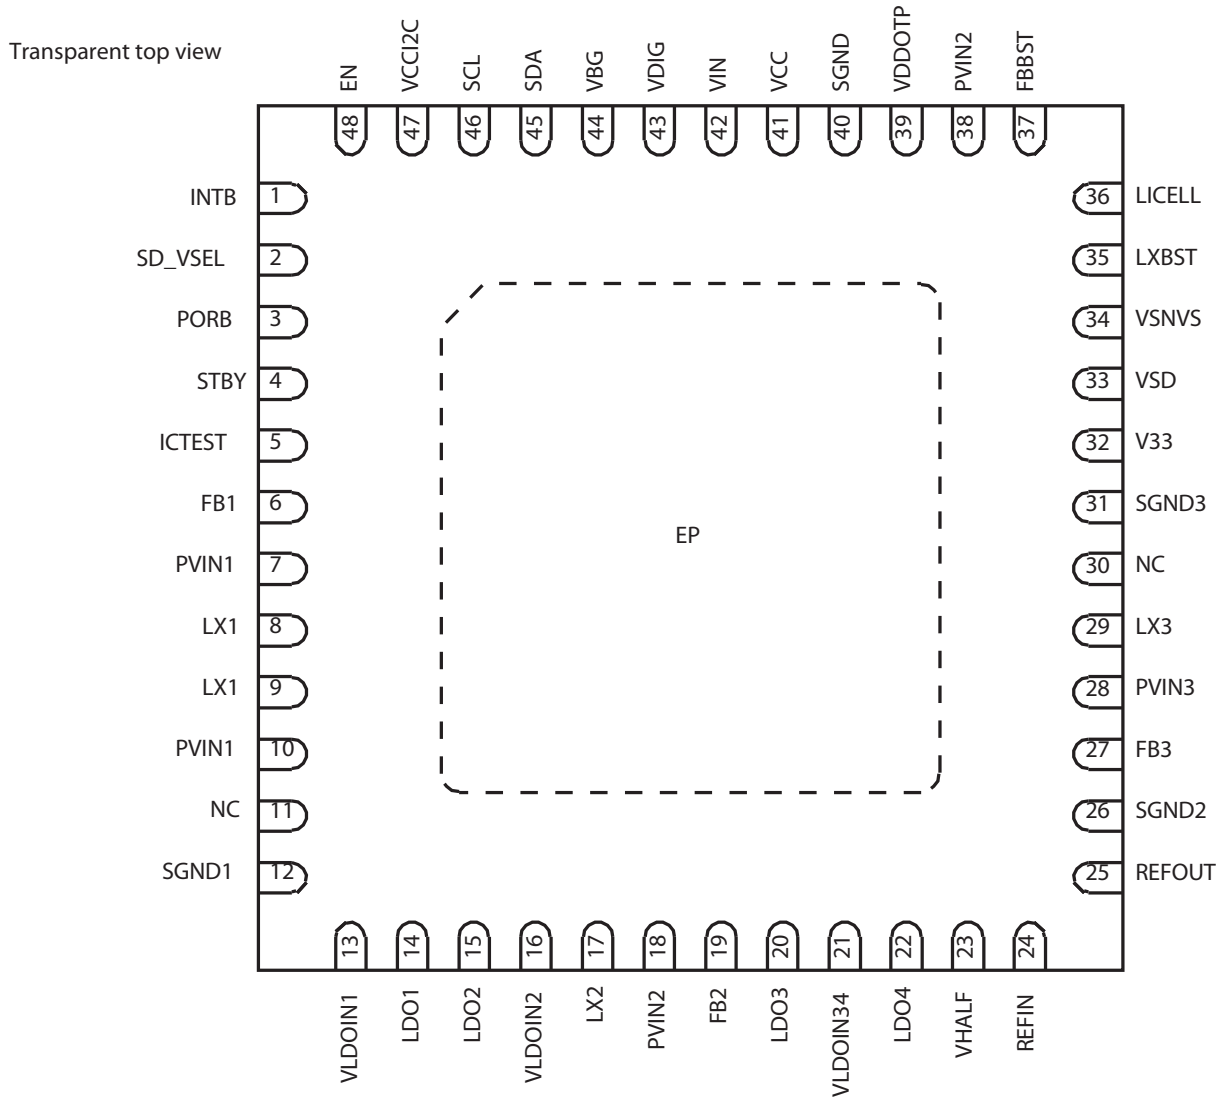 Transparent top view
EN
VCCI2C
SCL
SDA
VBG
VDIG
VIN
VCC
SGND
VDDOTP
PVIN2
FBBST
48
47
46
45
44
43
42
41
40
39
38
37
INTB 1
SD_VSEL 2
PORB 3
STBY 4
ICTEST 5
FB1 6
PVIN1 7
LX1 8
LX1 9
PVIN1 10
NC 11
SGND1 12
EP
36 LICELL
35 LXBST
34 VSNVS
33 VSD
32 V33
31 SGND3
30 NC
29 LX3
28 PVIN3
27 FB3
26 SGND2
25 REFOUT
13
14
15
16
17
18
19
20
21
22
23
24
VLDOIN1
LDO1
LDO2
VLDOIN2
LX2
PVIN2
FB2
LDO3
VLDOIN34
LDO4
VHALF
REFIN